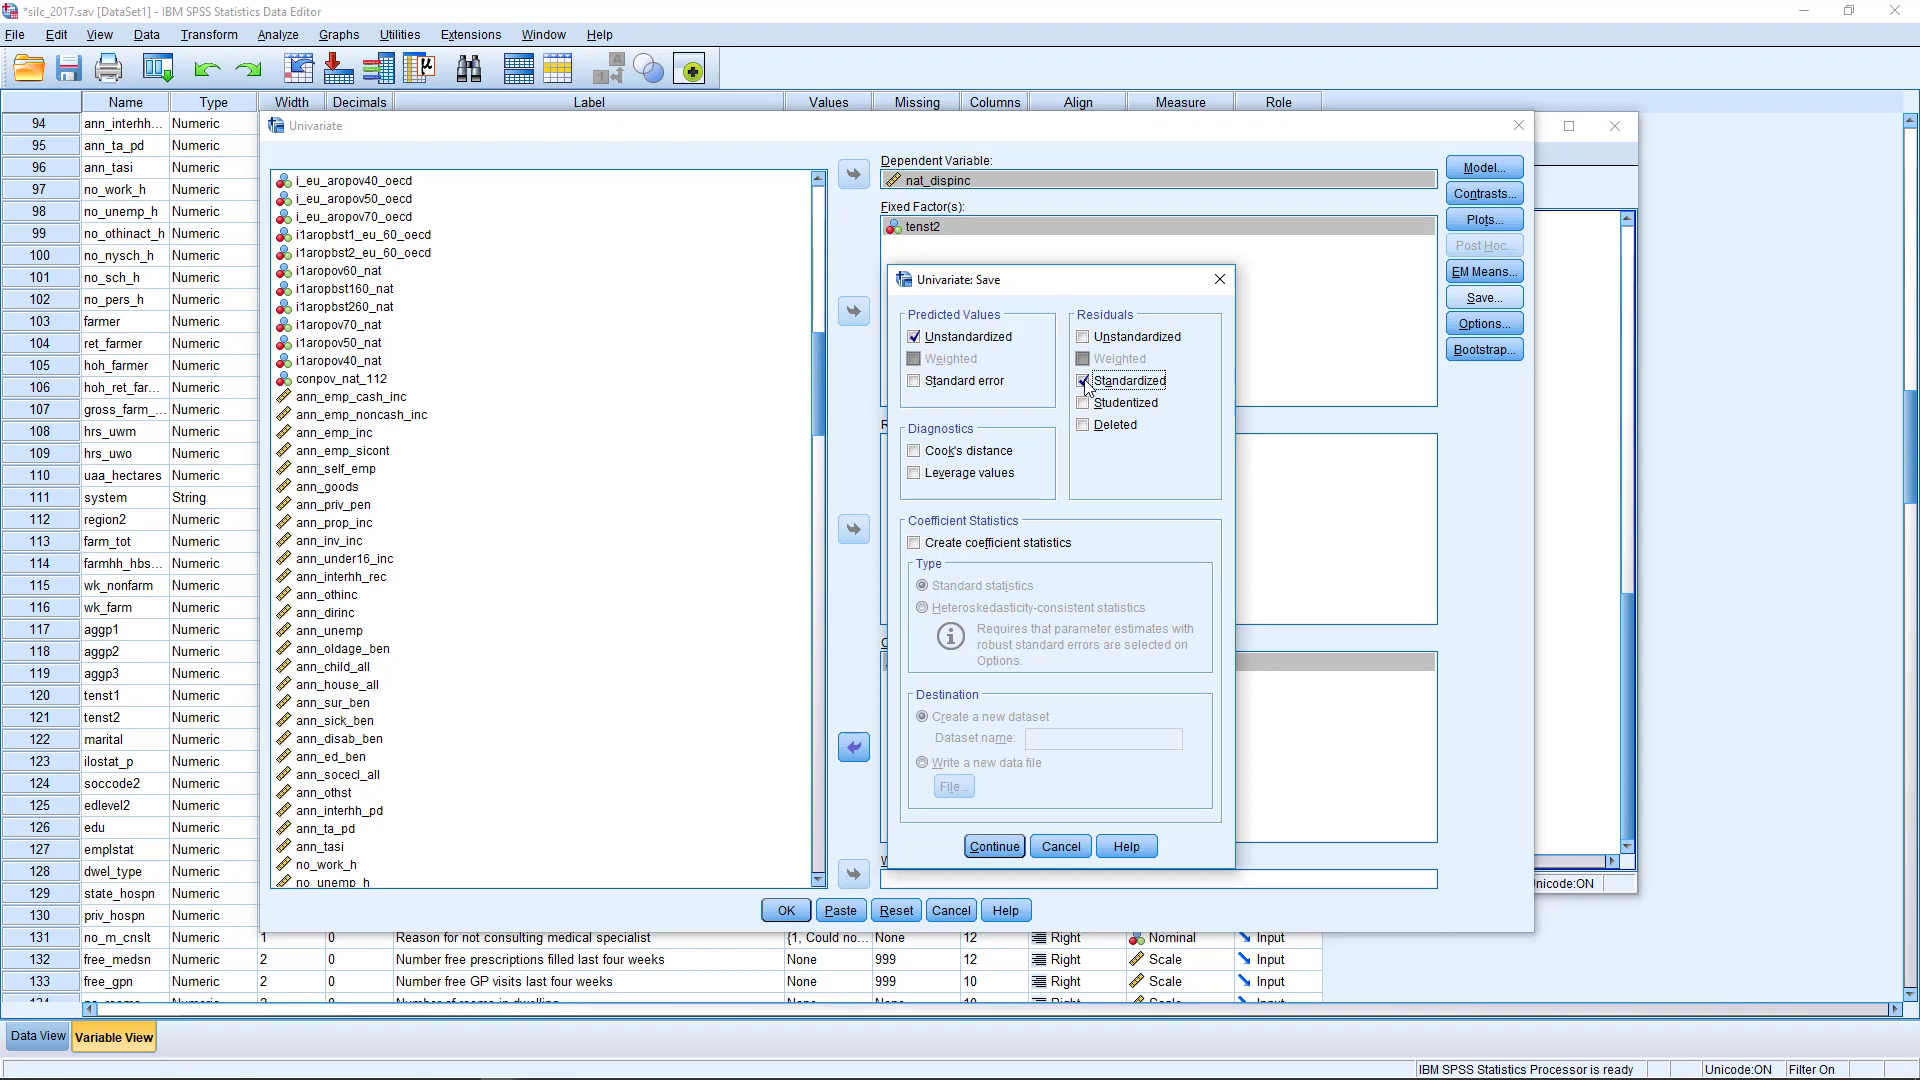 *silc_2017.sav [DataSet1] - IBM SPSS Statistics Data Editor
File Edit View Data Transform Analyze Graphs Utilities Extensions Window Help
Name Type Width Decimals Label Values Missing Columns Align Measure Role
94 ann_interhh... Numeric
95 ann_ta_pd Numeric
96 ann_tasi Numeric
97 no_work_h Numeric
98 no_unemp_h Numeric
99 no_othinact_h Numeric
100 no_nysch_h Numeric
101 no_sch_h Numeric
102 no_pers_h Numeric
103 farmer Numeric
104 ret_farmer Numeric
105 hoh_farmer Numeric
106 hoh_ret_far... Numeric
107 gross_farm_... Numeric
108 hrs_uwm Numeric
109 hrs_uwo Numeric
110 uaa_hectares Numeric
111 system String
112 region2 Numeric
113 farm_tot Numeric
114 farmhh_hbs... Numeric
115 wk_nonfarm Numeric
116 wk_farm Numeric
117 aggp1 Numeric
118 aggp2 Numeric
119 aggp3 Numeric
120 tenst1 Numeric
121 tenst2 Numeric
122 marital Numeric
123 ilostat_p Numeric
124 soccode2 Numeric
125 edlevel2 Numeric
126 edu Numeric
127 emplstat Numeric
128 dwel_type Numeric
129 state_hospn Numeric
130 priv_hospn Numeric
131 no_m_cnslt Numeric 1 0 Reason for not consulting medical specialist {1, Could no... None 12 Right Nominal Input
132 free_medsn Numeric 2 0 Number free prescriptions filled last four weeks None 999 12 Right Scale Input
133 free_gpn Numeric 2 0 Number free GP visits last four weeks None 999 10 Right Scale Input
Univariate
i_eu_aropov40_oecd
i_eu_aropov50_oecd
i_eu_aropov70_oecd
i1aropbst1_eu_60_oecd
i1aropbst2_eu_60_oecd
i1aropov60_nat
i1aropbst160_nat
i1aropbst260_nat
i1aropov70_nat
i1aropov50_nat
i1aropov40_nat
conpov_nat_112
ann_emp_cash_inc
ann_emp_noncash_inc
ann_emp_inc
ann_emp_sicont
ann_self_emp
ann_goods
ann_priv_pen
ann_prop_inc
ann_inv_inc
ann_under16_inc
ann_interhh_rec
ann_othinc
ann_dirinc
ann_unemp
ann_oldage_ben
ann_child_all
ann_house_all
ann_sur_ben
ann_sick_ben
ann_disab_ben
ann_ed_ben
ann_socecl_all
ann_othst
ann_interhh_pd
ann_ta_pd
ann_tasi
no_work_h
no_unemp_h
Dependent Variable:
nat_dispinc
Fixed Factor(s):
tenst2
Model...
Contrasts...
Plots...
Post Hoc...
EM Means...
Save...
Options...
Bootstrap...
Univariate: Save
Predicted Values
Unstandardized
Weighted
Standard error
Residuals
Unstandardized
Weighted
Standardized
Studentized
Deleted
Diagnostics
Cook's distance
Leverage values
Coefficient Statistics
Create coefficient statistics
Type
Standard statistics
Heteroskedasticity-consistent statistics
Requires that parameter estimates with
robust standard errors are selected on
Options.
Destination
Create a new dataset
Dataset name:
Write a new data file
File...
Continue Cancel Help
OK Paste Reset Cancel Help
Data View Variable View
IBM SPSS Statistics Processor is ready Unicode:ON Filter On